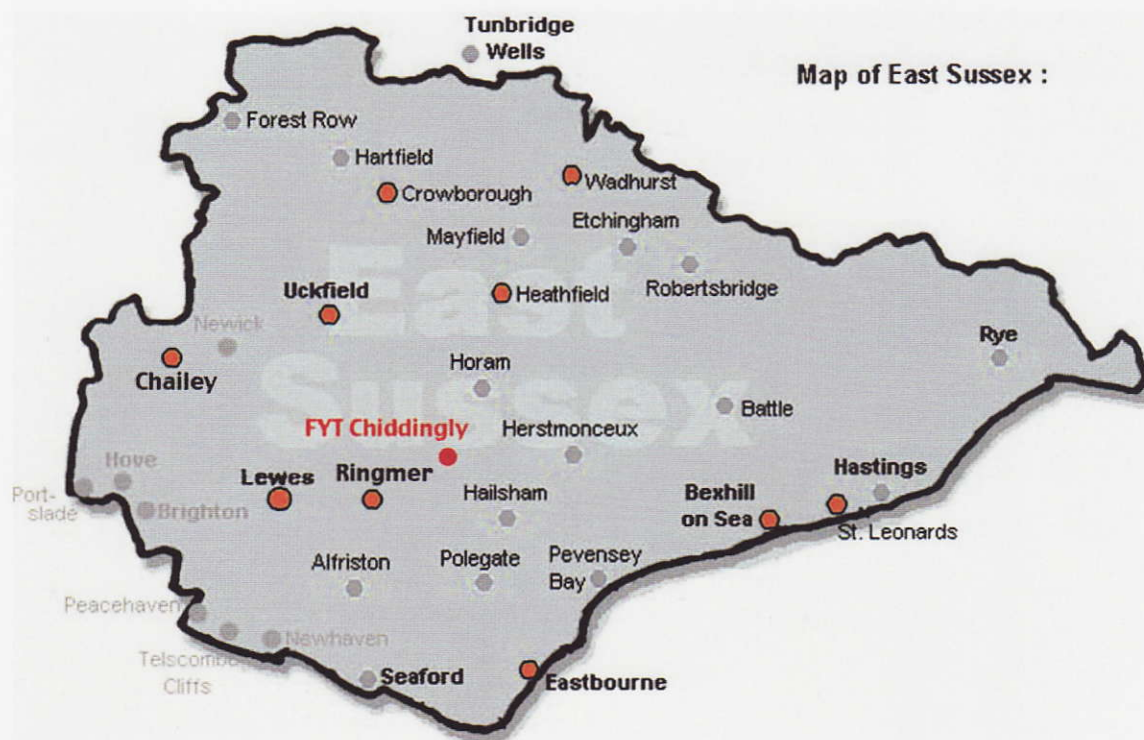 Tunbridge
Wells
Map of East Sussex :
Forest Row
Hartfield
Crowborough
Wadhurst
Etchingham
Mayfield
Robertsbridge
Heathfield
Uckfield
Newick
Chailey
Rye
Horam
East
Sussex
Battle
FYT Chiddingly
Herstmonceux
Hove
Port-
slade
Brighton
Lewes
Ringmer
Hailsham
Hastings
Bexhill
on Sea
St. Leonards
Alfriston
Polegate
Pevensey
Bay
Peacehaven
Newhaven
Telscombe
Cliffs
Seaford
Eastbourne